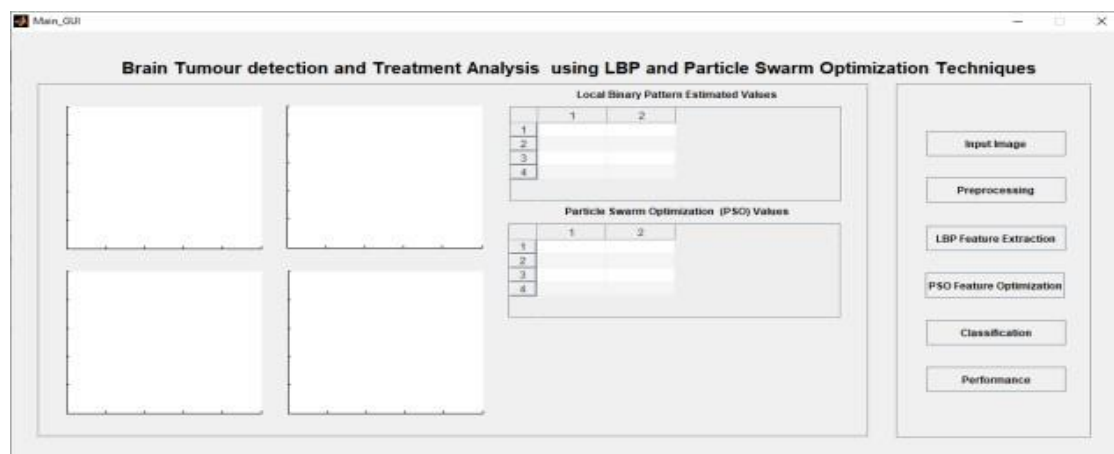 Main_GUI
Brain Tumour detection and Treatment Analysis using LBP and Particle Swarm Optimization Techniques
Local Binary Pattern Estimated Values
1 2
1
2
3
4
Particle Swarm Optimization (PSO) Values
1 2
1
2
3
4
Input Image
Preprocessing
LBP Feature Extraction
PSO Feature Optimization
Classification
Performance